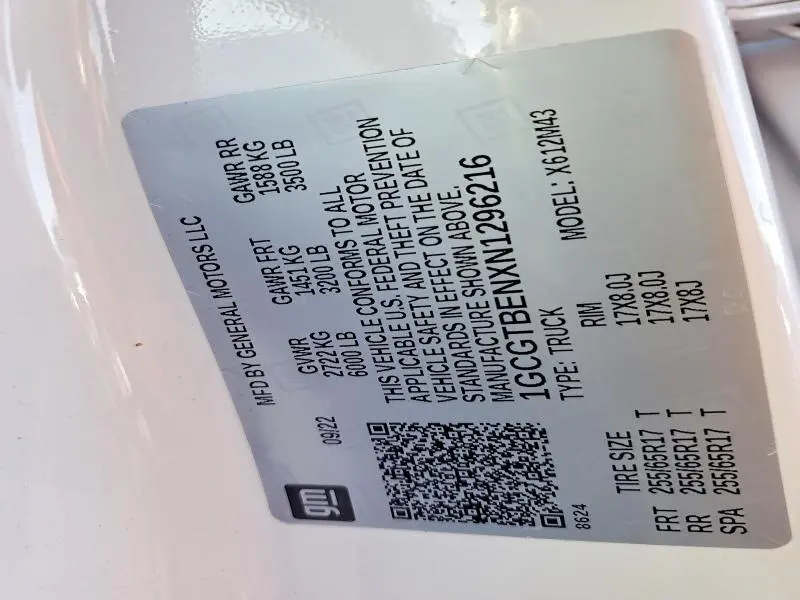 gm
MFD BY GENERAL MOTORS LLC
09/22
GVWR GAWR FRT GAWR RR
2722 KG 1451 KG 1588 KG
6000 LB 3200 LB 3500 LB
THIS VEHICLE CONFORMS TO ALL
APPLICABLE U.S. FEDERAL MOTOR
VEHICLE SAFETY AND THEFT PREVENTION
STANDARDS IN EFFECT ON THE DATE OF
MANUFACTURE SHOWN ABOVE.
1GCGTBENXN1296216
8624
TYPE: TRUCK MODEL: X612M43
TIRE SIZE RIM
FRT 255/65R17 T 17X8.0J
RR 255/65R17 T 17X8.0J
SPA 255/65R17 T 17X8J